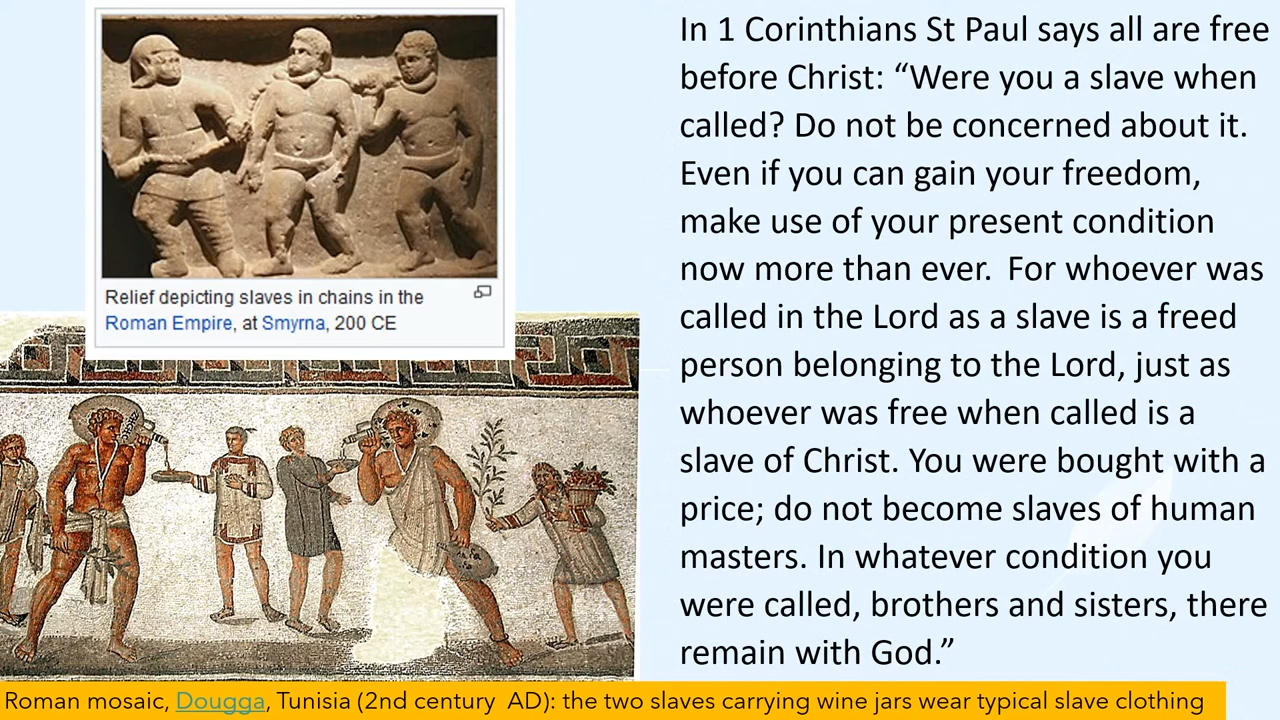 In 1 Corinthians St Paul says all are free
before Christ: “Were you a slave when
called? Do not be concerned about it.
Even if you can gain your freedom,
make use of your present condition
now more than ever. For whoever was
called in the Lord as a slave is a freed
person belonging to the Lord, just as
whoever was free when called is a
slave of Christ. You were bought with a
price; do not become slaves of human
masters. In whatever condition you
were called, brothers and sisters, there
remain with God.”
Relief depicting slaves in chains in the
Roman Empire, at Smyrna, 200 CE
Roman mosaic, Dougga, Tunisia (2nd century AD): the two slaves carrying wine jars wear typical slave clothing